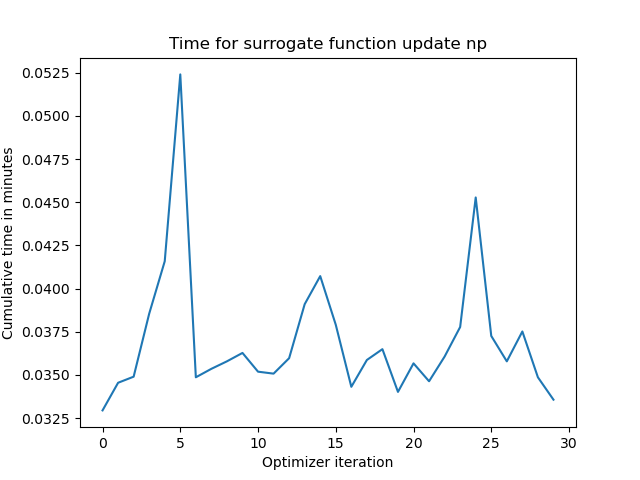 Time for surrogate function update np
Cumulative time in minutes
0.0525
0.0500
0.0475
0.0450
0.0425
0.0400
0.0375
0.0350
0.0325
0 5 10 15 20 25 30
Optimizer iteration